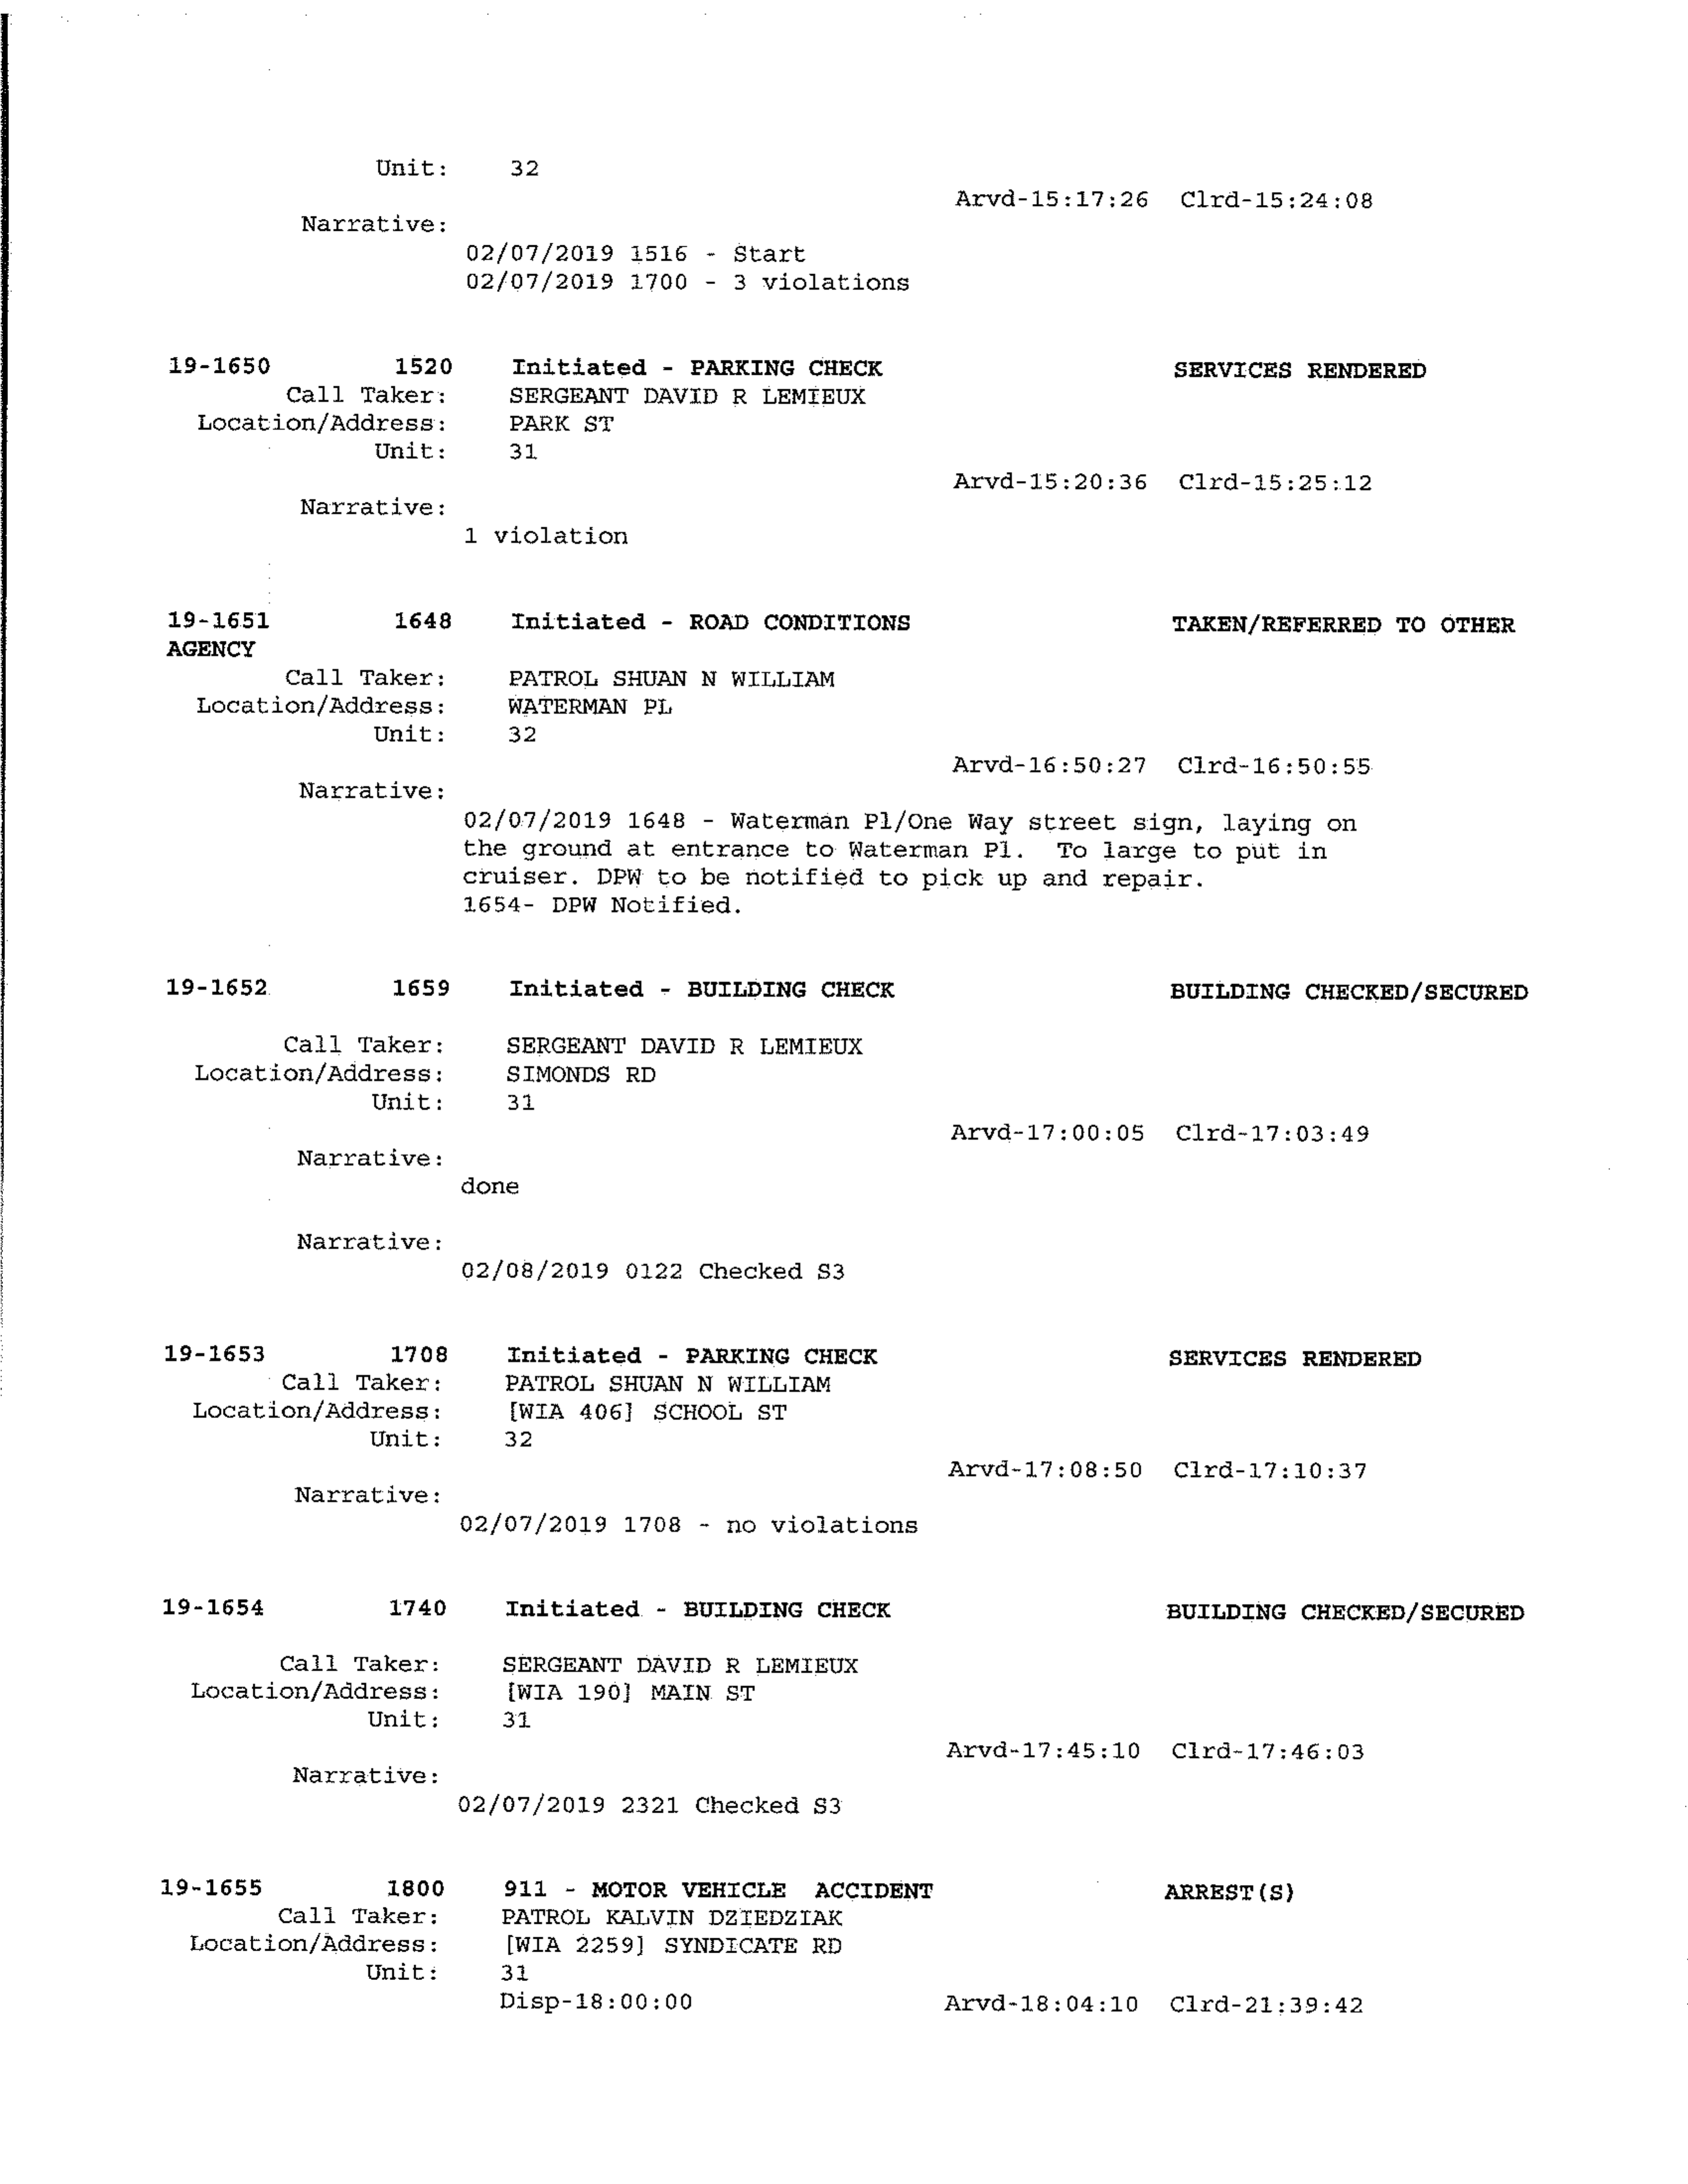 Unit: 32
Arvd-15:17:26 Clrd-15:24:08
Narrative:
02/07/2019 1516 - Start
02/07/2019 1700 - 3 violations
19-1650 1520 Initiated - PARKING CHECK SERVICES RENDERED
Call Taker: SERGEANT DAVID R LEMIEUX
Location/Address: PARK ST
Unit: 31
Arvd-15:20:36 Clrd-15:25:12
Narrative:
1 violation
19-1651 1648 Initiated - ROAD CONDITIONS TAKEN/REFERRED TO OTHER
AGENCY
Call Taker: PATROL SHUAN N WILLIAM
Location/Address: WATERMAN PL
Unit: 32
Arvd-16:50:27 Clrd-16:50:55
Narrative:
02/07/2019 1648 - Waterman Pl/One Way street sign, laying on
the ground at entrance to Waterman Pl. To large to put in
cruiser. DPW to be notified to pick up and repair.
1654- DPW Notified.
19-1652 1659 Initiated - BUILDING CHECK BUILDING CHECKED/SECURED
Call Taker: SERGEANT DAVID R LEMIEUX
Location/Address: SIMONDS RD
Unit: 31
Arvd-17:00:05 Clrd-17:03:49
Narrative:
done
Narrative:
02/08/2019 0122 Checked S3
19-1653 1708 Initiated - PARKING CHECK SERVICES RENDERED
Call Taker: PATROL SHUAN N WILLIAM
Location/Address: [WIA 406] SCHOOL ST
Unit: 32
Arvd-17:08:50 Clrd-17:10:37
Narrative:
02/07/2019 1708 - no violations
19-1654 1740 Initiated - BUILDING CHECK BUILDING CHECKED/SECURED
Call Taker: SERGEANT DAVID R LEMIEUX
Location/Address: [WIA 190] MAIN ST
Unit: 31
Arvd-17:45:10 Clrd-17:46:03
Narrative:
02/07/2019 2321 Checked S3
19-1655 1800 911 - MOTOR VEHICLE ACCIDENT ARREST(S)
Call Taker: PATROL KALVIN DZIEDZIAK
Location/Address: [WIA 2259] SYNDICATE RD
Unit: 31
Disp-18:00:00 Arvd-18:04:10 Clrd-21:39:42